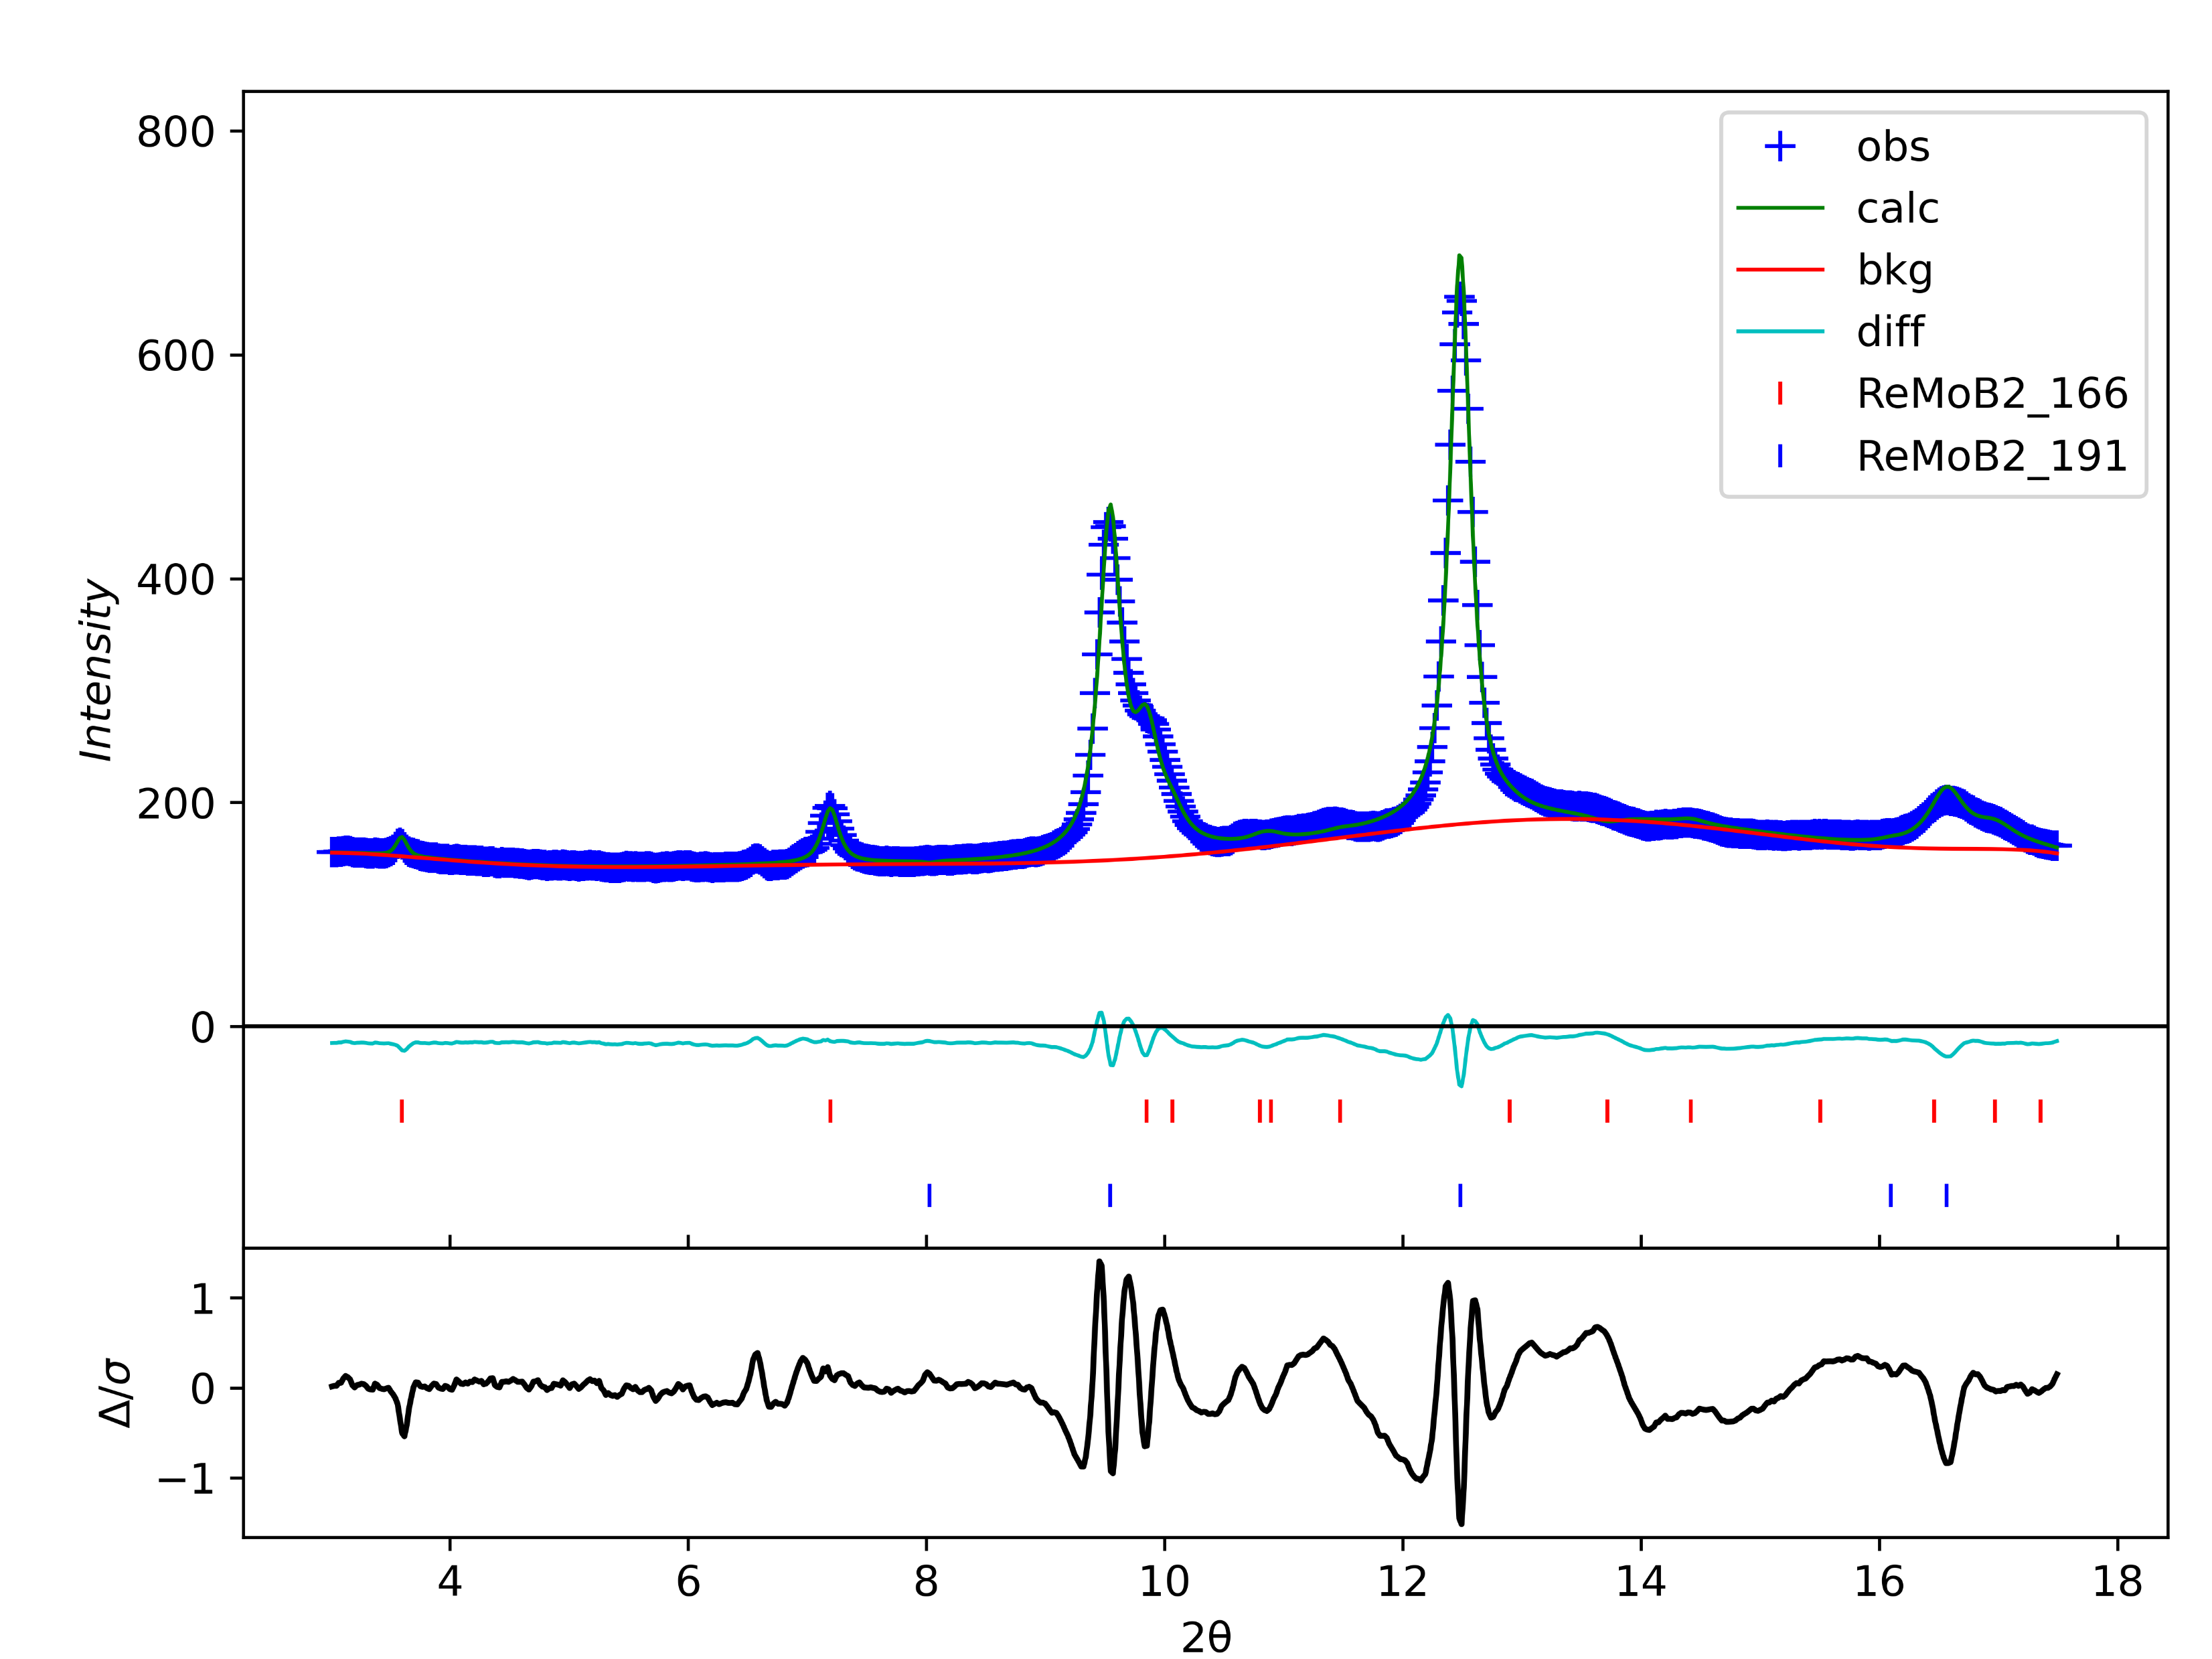 800
600
400
200
0
Intensity
obs
calc
bkg
diff
ReMoB2_166
ReMoB2_191
1
0
−1
Δ/σ
4 6 8 10 12 14 16 18
2θ